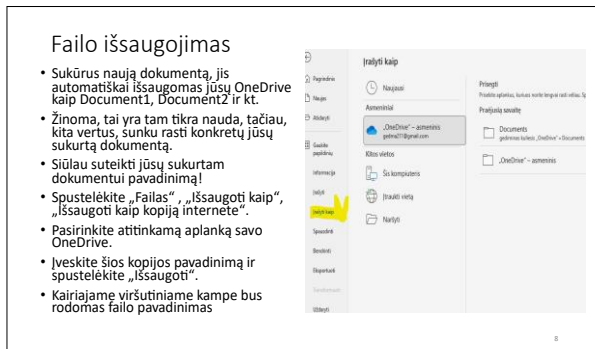 Failo išsaugojimas
• Sukūrus naują dokumentą, jis
automatiškai išsaugomas jūsų OneDrive
kaip Document1, Document2 ir kt.
• Žinoma, tai yra tam tikra nauda, tačiau,
kita vertus, sunku rasti konkretų jūsų
sukurtą dokumentą.
• Siūlau suteikti jūsų sukurtam
dokumentui pavadinimą!
• Spustelėkite „Failas" , „Išsaugoti kaip",
„Išsaugoti kaip kopiją internete".
• Pasirinkite atitinkamą aplanką savo
OneDrive.
• Įveskite šios kopijos pavadinimą ir
spustelėkite „Išsaugoti".
• Kairiajame viršutiniame kampe bus
rodomas failo pavadinimas
Pagrindinis
Naujas
Atidaryti
Gaukite
papildinių
Informacija
Įrašyti
Įrašyti kaip
Spausdinti
Bendrinti
Eksportuoti
Transformuoti
Uždaryti
Įrašyti kaip
Naujausi
Asmeniniai
„OneDrive" – asmeninis
Kitos vietos
Šis kompiuteris
Įtraukti vietą
Naršyti
Prisegti
Praėjusią savaitę
Documents
„OneDrive" – asmeninis
8